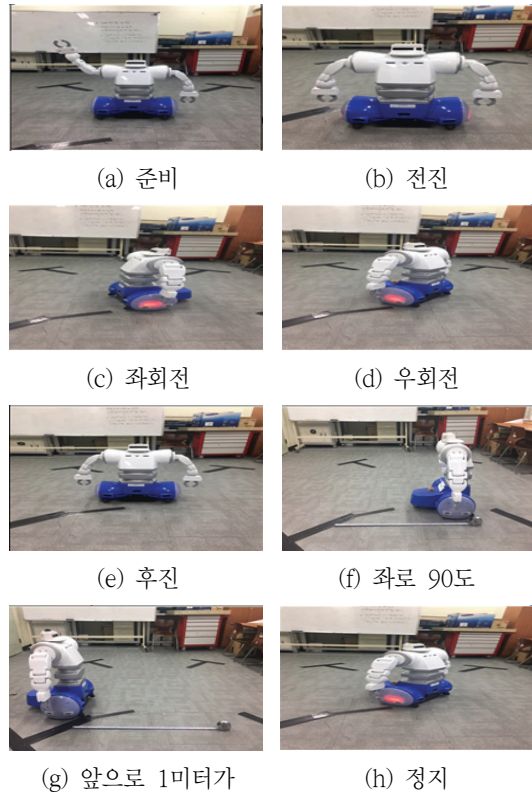 (a) 준비
(b) 전진
(c) 좌회전
(d) 우회전
(e) 후진
(f) 좌로 90도
(g) 앞으로 1미터가
(h) 정지